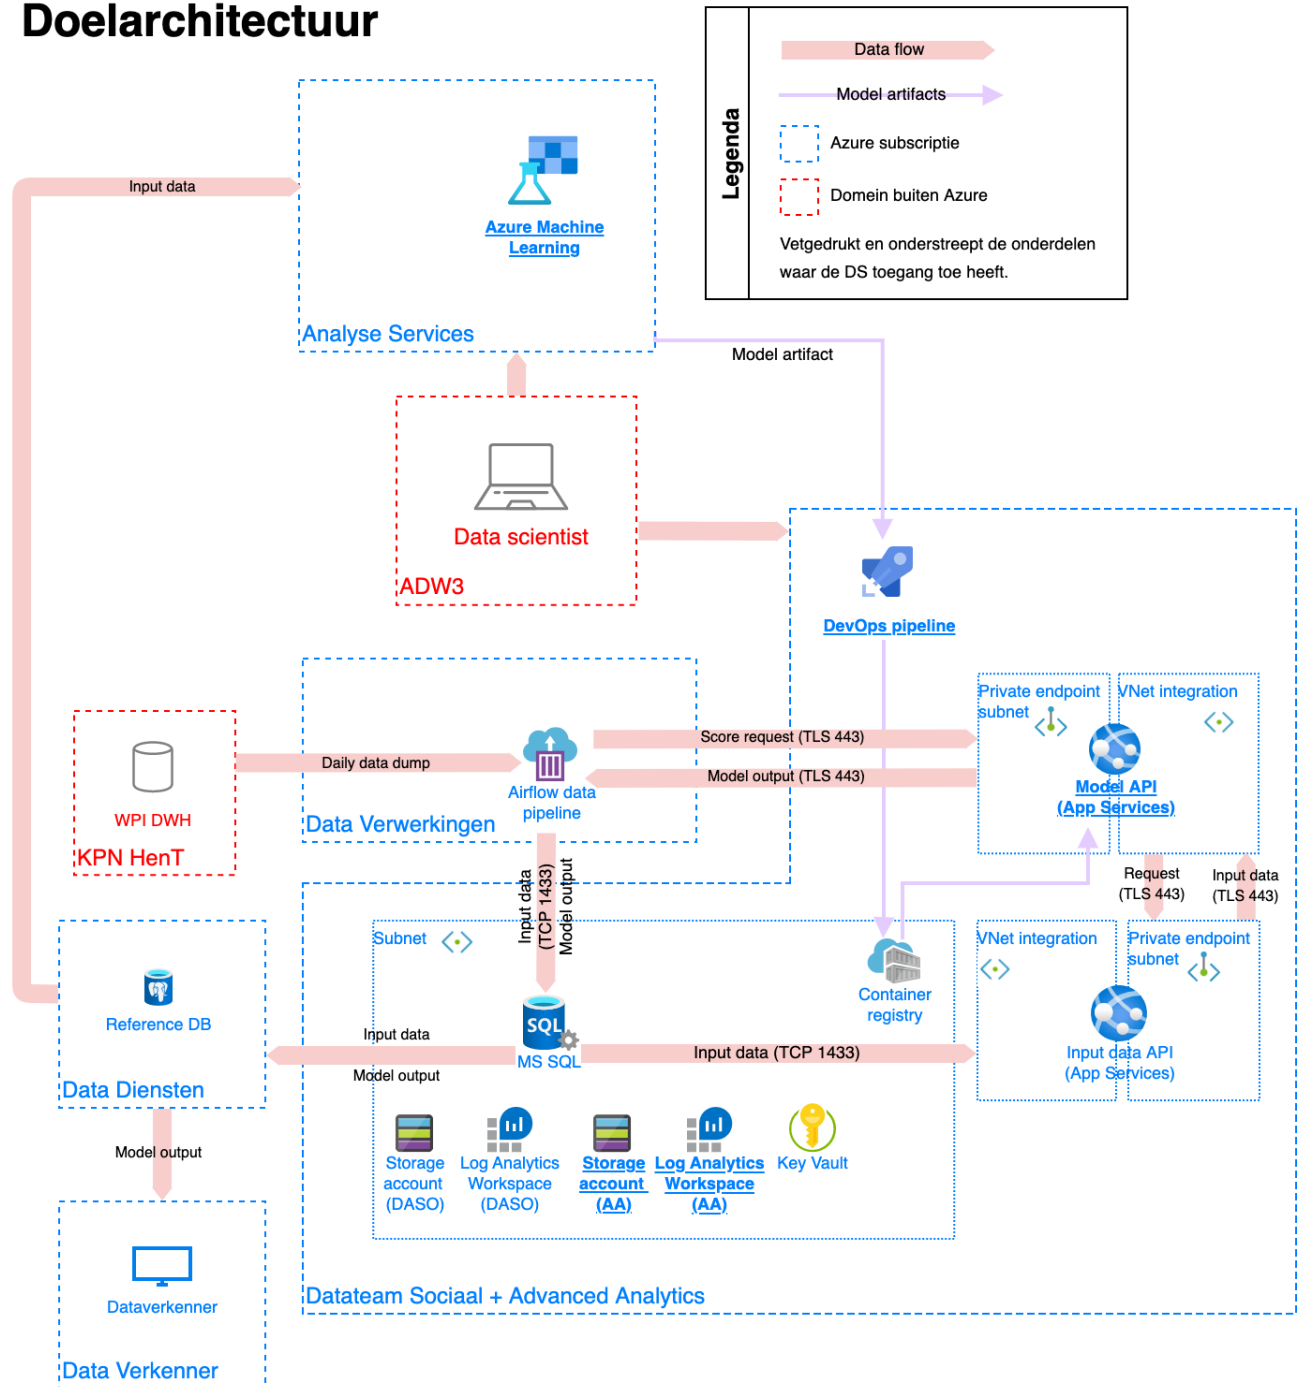 Doelarchitectuur
Legenda
Data flow
Model artifacts
Azure subscriptie
Domein buiten Azure
Vetgedrukt en onderstreept de onderdelen
waar de DS toegang toe heeft.
Input data
Azure Machine
Learning
Analyse Services
Model artifact
Data scientist
ADW3
DevOps pipeline
Private endpoint
subnet
VNet integration
Model API
(App Services)
Score request (TLS 443)
Model output (TLS 443)
Daily data dump
Airflow data
pipeline
Data Verwerkingen
WPI DWH
KPN HenT
Input data
(TCP 1433)
Model output
Request
(TLS 443)
Input data
(TLS 443)
Subnet
Container
registry
VNet integration
Private endpoint
subnet
Input data API
(App Services)
Reference DB
Data Diensten
Input data
Model output
SQL
MS SQL
Input data (TCP 1433)
Storage
account
(DASO)
Log Analytics
Workspace
(DASO)
Storage
account
(AA)
Log Analytics
Workspace
(AA)
Key Vault
Model output
Dataverkenner
Data Verkenner
Datateam Sociaal + Advanced Analytics